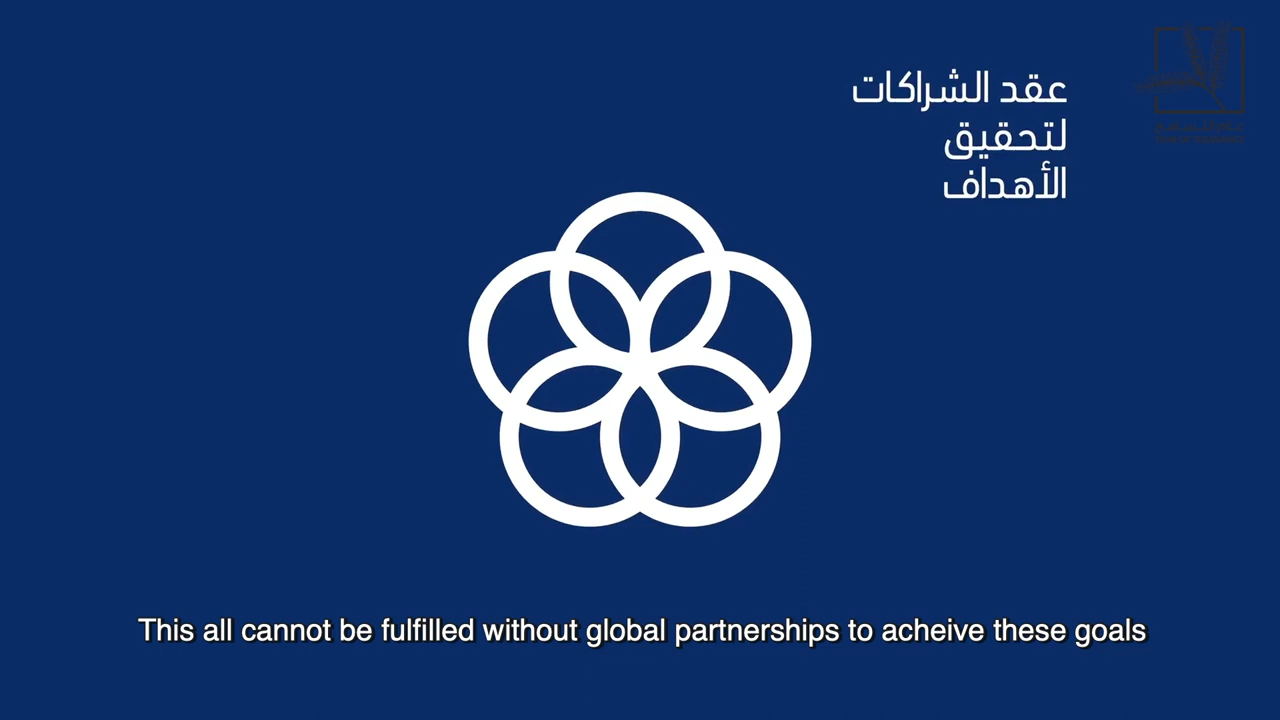 عقد الشراكات
لتحقيق
الأهداف
This all cannot be fulfilled without global partnerships to acheive these goals